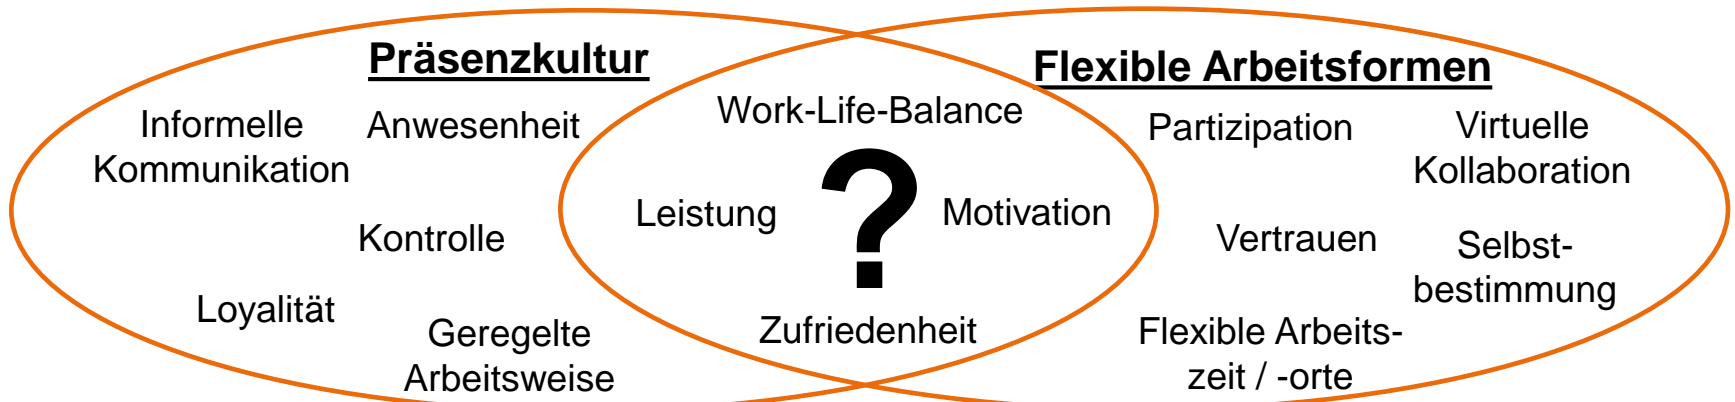 Präsenzkultur
Informelle
Kommunikation
Anwesenheit
Kontrolle
Loyalität
Geregelte
Arbeitsweise
Work-Life-Balance
Leistung
?
Motivation
Zufriedenheit
Flexible Arbeitsformen
Partizipation
Virtuelle
Kollaboration
Vertrauen
Selbst-
bestimmung
Flexible Arbeits-
zeit / -orte